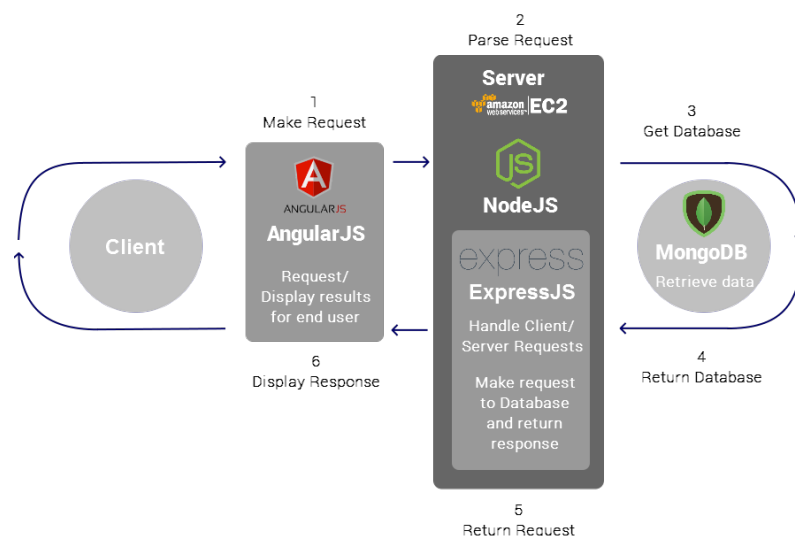 2
Parse Request
Server
amazon
webservices™
EC2
1
Make Request
3
Get Database
JS
NodeJS
ANGULARJS
AngularJS
Client
MongoDB
Retrieve data
Request/
Display results
for end user
express
ExpressJS
Handle Client/
Server Requests
Make request
to Database
and return
response
6
Display Response
4
Return Database
5
Return Request